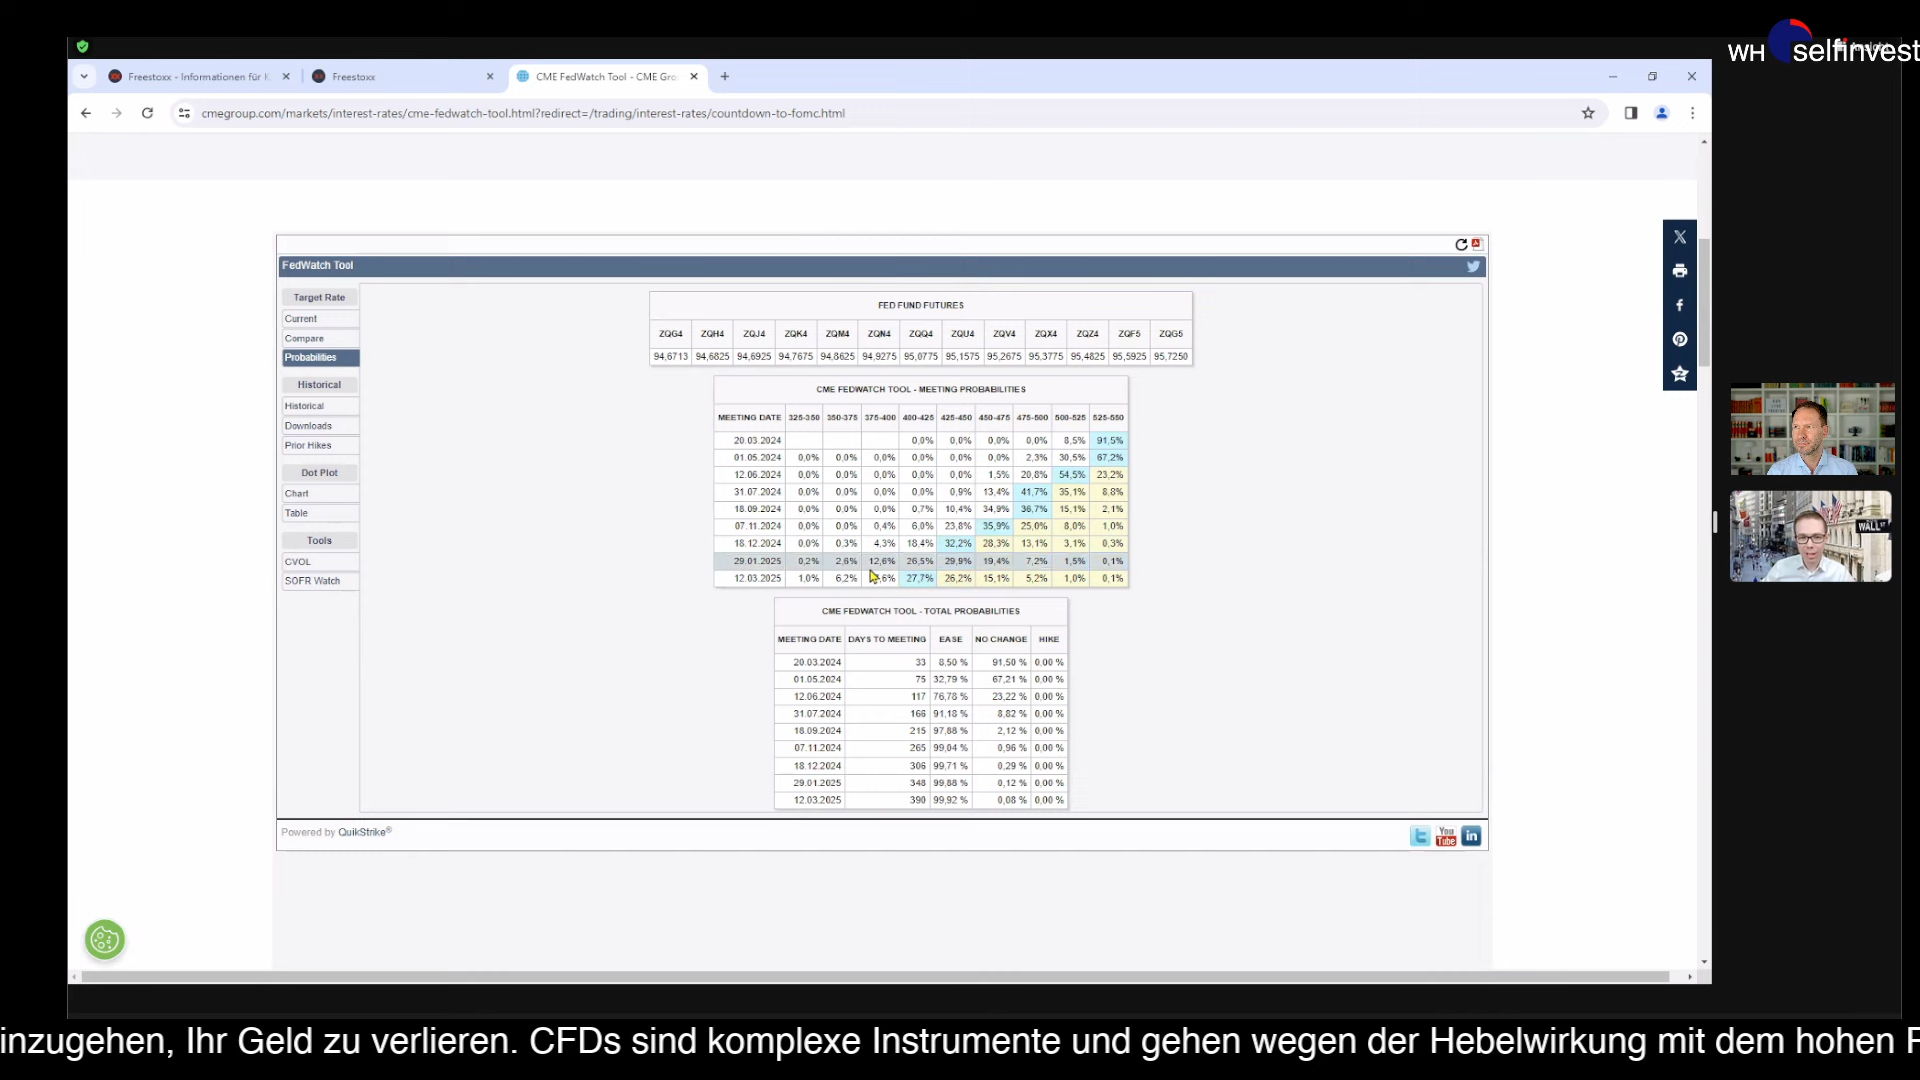 WH selfinvest
Freestoxx - Informationen für K
Freestoxx
CME FedWatch Tool - CME Gro
cmegroup.com/markets/interest-rates/cme-fedwatch-tool.html?redirect=/trading/interest-rates/countdown-to-fomc.html
FedWatch Tool
Target Rate
Current
Compare
Probabilities
Historical
Historical
Downloads
Prior Hikes
Dot Plot
Chart
Table
Tools
CVOL
SOFR Watch
FED FUND FUTURES
ZQG4 ZQH4 ZQJ4 ZQK4 ZQM4 ZQN4 ZQQ4 ZQU4 ZQV4 ZQX4 ZQZ4 ZQF5 ZQG5
94,6713 94,6825 94,6925 94,7675 94,8625 94,9275 95,0775 95,1575 95,2675 95,3775 95,4825 95,5925 95,7250
CME FEDWATCH TOOL - MEETING PROBABILITIES
MEETING DATE 325-350 350-375 375-400 400-425 425-450 450-475 475-500 500-525 525-550
20.03.2024 0,0% 0,0% 0,0% 0,0% 8,5% 91,5%
01.05.2024 0,0% 0,0% 0,0% 0,0% 0,0% 0,0% 2,3% 30,5% 67,2%
12.06.2024 0,0% 0,0% 0,0% 0,0% 0,0% 1,5% 20,8% 54,5% 23,2%
31.07.2024 0,0% 0,0% 0,0% 0,0% 0,9% 13,4% 41,7% 35,1% 8,8%
18.09.2024 0,0% 0,0% 0,0% 0,7% 10,4% 34,9% 36,7% 15,1% 2,1%
07.11.2024 0,0% 0,0% 0,4% 6,0% 23,8% 35,9% 25,0% 8,0% 1,0%
18.12.2024 0,0% 0,3% 4,3% 18,4% 32,2% 28,3% 13,1% 3,1% 0,3%
29.01.2025 0,2% 2,6% 12,6% 26,5% 29,9% 19,4% 7,2% 1,5% 0,1%
12.03.2025 1,0% 6,2% 27,7% 26,2% 15,1% 5,2% 1,0% 0,1%
CME FEDWATCH TOOL - TOTAL PROBABILITIES
MEETING DATE DAYS TO MEETING EASE NO CHANGE HIKE
20.03.2024 33 8,50 % 91,50 % 0,00 %
01.05.2024 75 32,79 % 67,21 % 0,00 %
12.06.2024 117 76,78 % 23,22 % 0,00 %
31.07.2024 166 91,18 % 8,82 % 0,00 %
18.09.2024 215 97,88 % 2,12 % 0,00 %
07.11.2024 265 99,04 % 0,96 % 0,00 %
18.12.2024 306 99,71 % 0,29 % 0,00 %
29.01.2025 348 99,88 % 0,12 % 0,00 %
12.03.2025 390 99,92 % 0,08 % 0,00 %
Powered by QuikStrike®
You Tube
in
WALL
inzugehen, Ihr Geld zu verlieren. CFDs sind komplexe Instrumente und gehen wegen der Hebelwirkung mit dem hohen